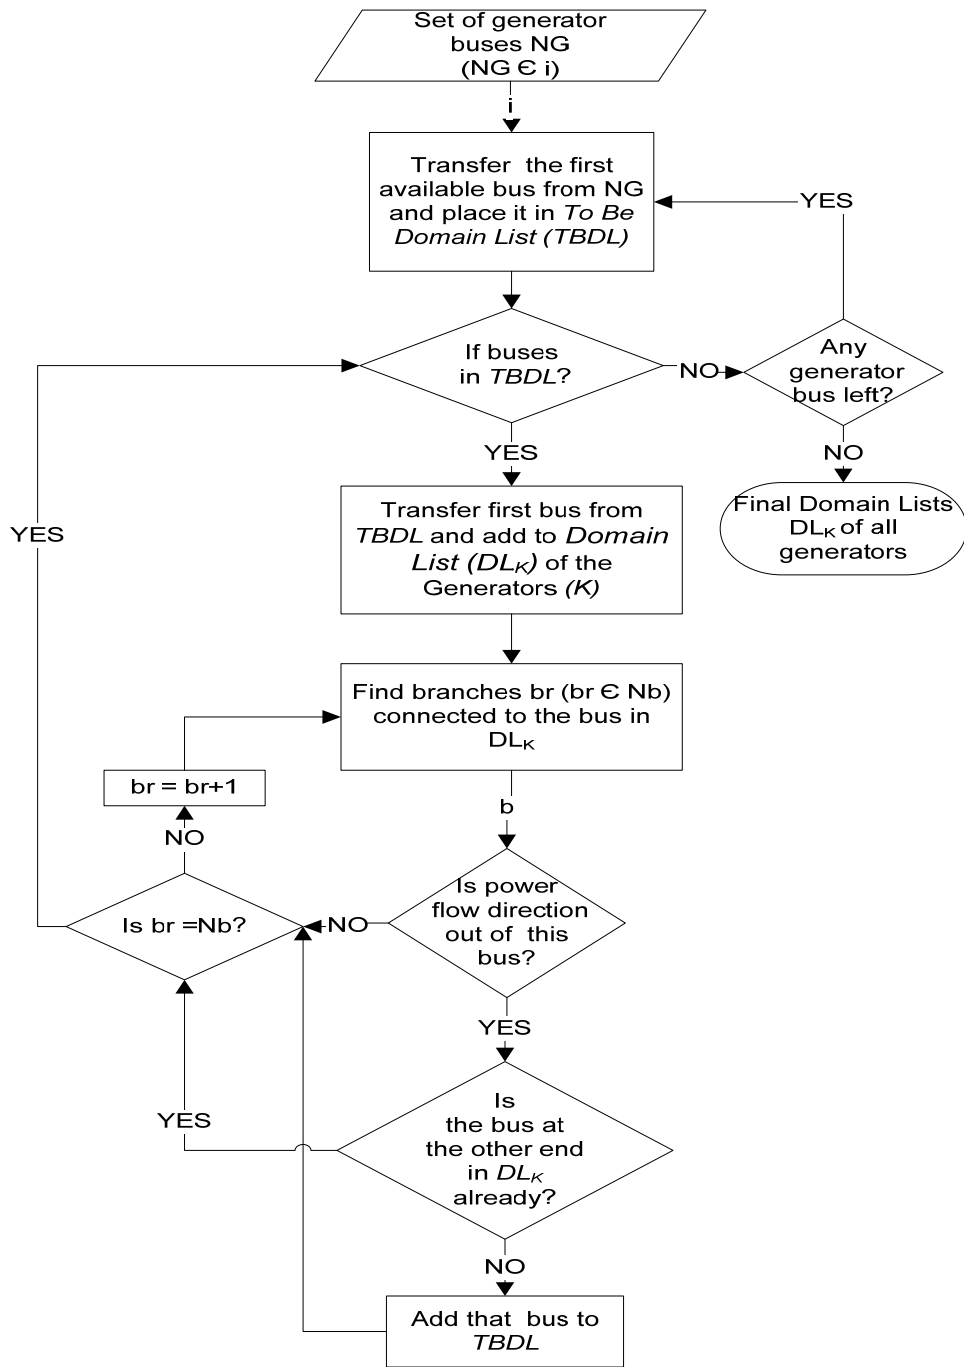 Set of generator
buses NG
(NG Є i)
i
Transfer the first
available bus from NG
and place it in To Be
Domain List (TBDL)
YES
If buses
in TBDL?
NO
Any
generator
bus left?
YES
NO
Transfer first bus from
TBDL and add to Domain
List (DLK) of the
Generators (K)
Final Domain Lists
DLK of all
generators
YES
Find branches br (br Є Nb)
connected to the bus in
DLK
br = br+1
b
NO
Is power
flow direction
out of this
bus?
Is br =Nb?
NO
YES
Is
the bus at
the other end
in DLK
already?
YES
NO
Add that bus to
TBDL